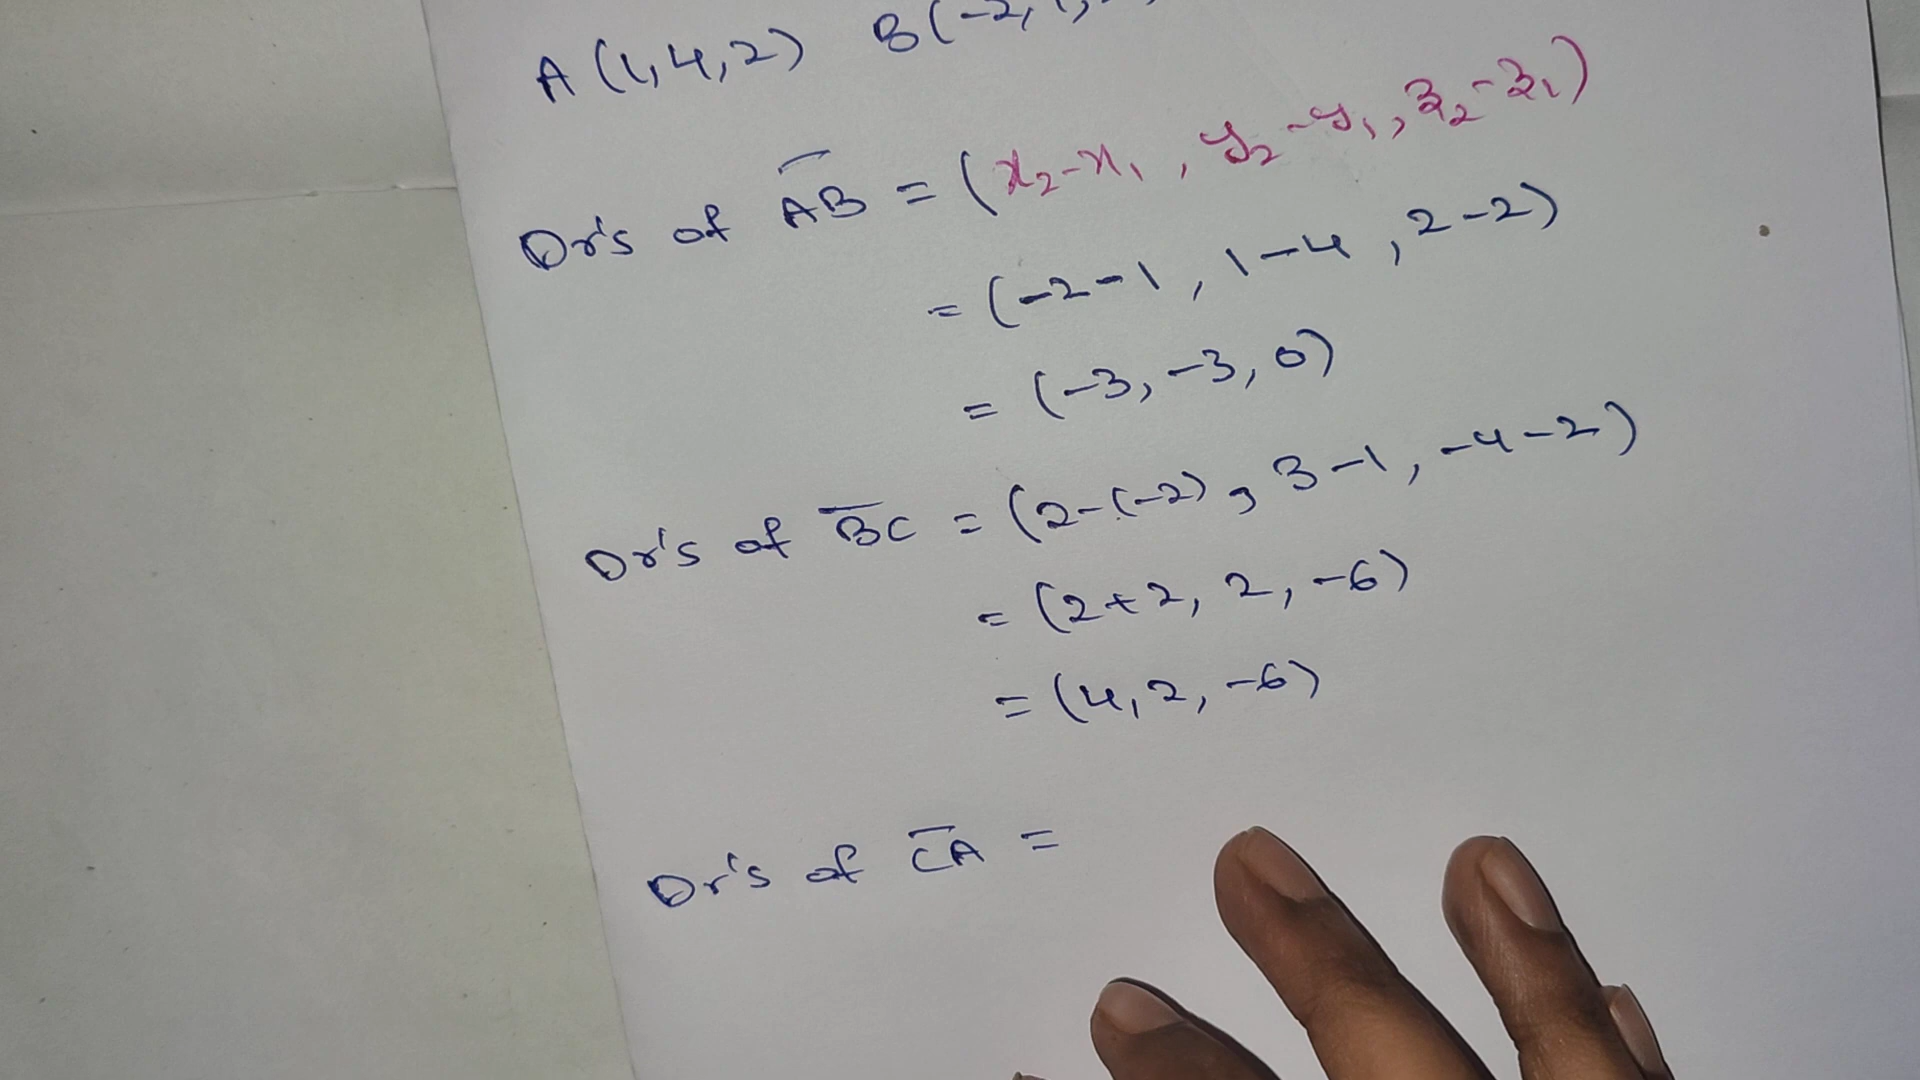 A (1,4,2) B(-2,1,
Dr's of AB = (x₂-x₁ , y₂-y₁, z₂-z₁)
= (-2-1 , 1-4 , 2-2)
= (-3, -3, 0)
Dr's of BC = (2-(-2) , 3-1, -4-2)
= (2+2, 2, -6)
= (4, 2, -6)
Dr's of CA =